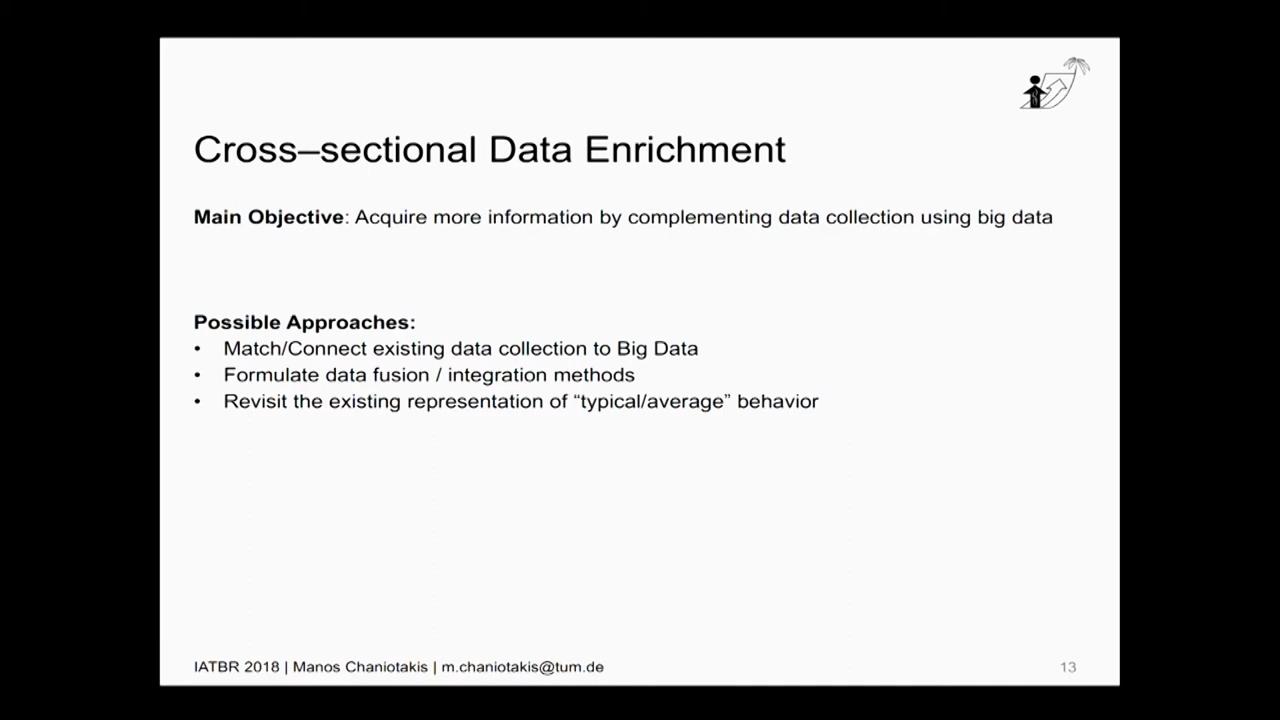 Cross–sectional Data Enrichment
Main Objective: Acquire more information by complementing data collection using big data
Possible Approaches:
• Match/Connect existing data collection to Big Data
• Formulate data fusion / integration methods
• Revisit the existing representation of “typical/average” behavior
IATBR 2018 | Manos Chaniotakis | m.chaniotakis@tum.de
13